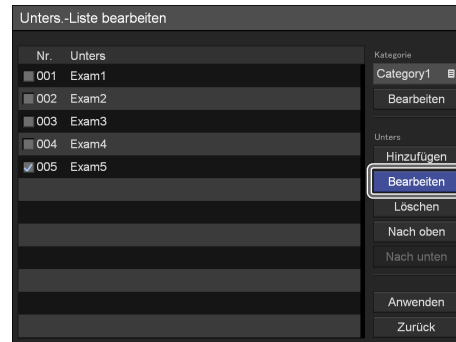 Unters.-Liste bearbeiten
Nr. Unters
001 Exam1
002 Exam2
003 Exam3
004 Exam4
005 Exam5
Kategorie
Category1
Bearbeiten
Unters
Hinzufügen
Bearbeiten
Löschen
Nach oben
Nach unten
Anwenden
Zurück